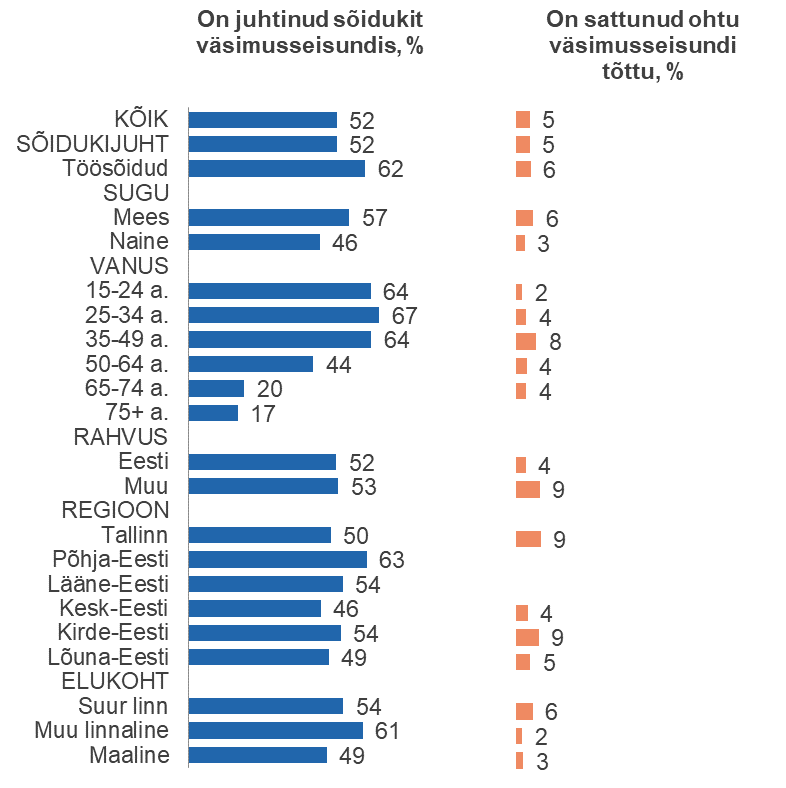 On juhtinud sõidukit
väsimusseisundis, %
On sattunud ohtu
väsimusseisundi
tõttu, %
KÕIK 52 5
SÕIDUKIJUHT 52 5
Töösõidud 62 6
SUGU
Mees 57 6
Naine 46 3
VANUS
15-24 a. 64 2
25-34 a. 67 4
35-49 a. 64 8
50-64 a. 44 4
65-74 a. 20 4
75+ a. 17
RAHVUS
Eesti 52 4
Muu 53 9
REGIOON
Tallinn 50 9
Põhja-Eesti 63
Lääne-Eesti 54
Kesk-Eesti 46 4
Kirde-Eesti 54 9
Lõuna-Eesti 49 5
ELUKOHT
Suur linn 54 6
Muu linnaline 61 2
Maaline 49 3